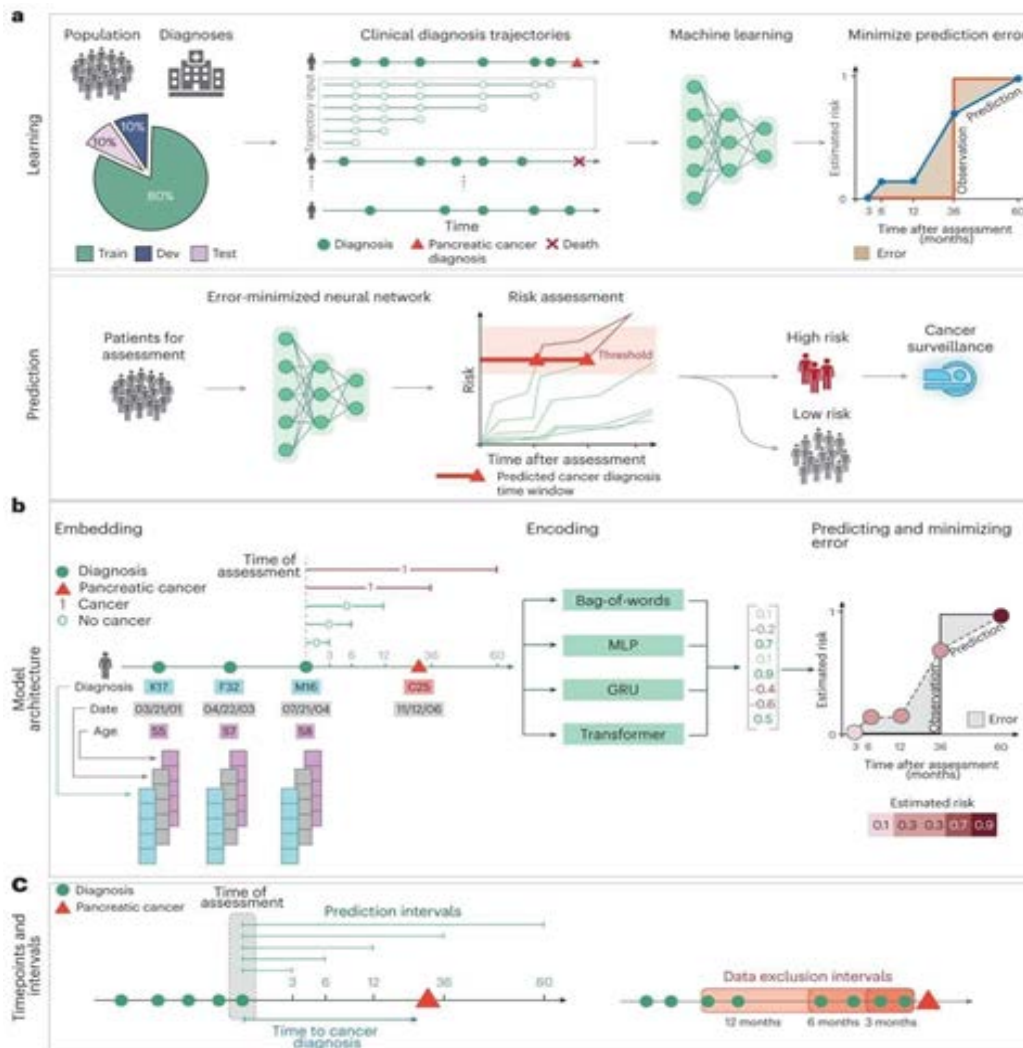 a
Population
Diagnoses
Clinical diagnosis trajectories
Machine learning
Minimize prediction error
Learning
10%
10%
80%
Train
Dev
Test
Trajectory input
Time
Diagnosis
Pancreatic cancer
diagnosis
Death
Estimated risk
1
0
Observation
Prediction
3 6 12 36 60
Time after assessment
(months)
Error
Prediction
Patients for
assessment
Error-minimized neural network
Risk assessment
Risk
Threshold
Time after assessment
Predicted cancer diagnosis
time window
High risk
Low risk
Cancer
surveillance
b
Model
architecture
Embedding
Diagnosis
Pancreatic cancer
1 Cancer
0 No cancer
Time of
assessment
1
1
0
0
0
3 6 12 36 60
Diagnosis K17 F32 M16 C25
Date 03/21/01 04/22/03 07/21/04 11/12/06
Age 55 57 58
Encoding
Bag-of-words
MLP
GRU
Transformer
0.1
−0.2
0.7
0.1
0.9
−0.4
−0.6
0.5
Predicting and minimizing
error
Estimated risk
1
0
Observation
Prediction
Error
3 6 12 36 60
Time after assessment
(months)
Estimated risk
0.1 0.3 0.3 0.7 0.9
c
Timepoints and
intervals
Diagnosis
Pancreatic cancer
Time of
assessment
Prediction intervals
3 6 12 36 60
Time to cancer
diagnosis
Data exclusion intervals
12 months 6 months 3 months